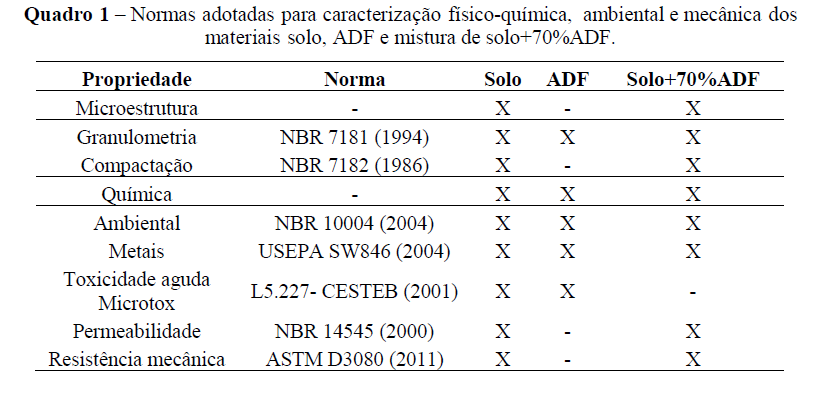 Quadro 1 – Normas adotadas para caracterização físico-química, ambiental e mecânica dos
materiais solo, ADF e mistura de solo+70%ADF.
Propriedade Norma Solo ADF Solo+70%ADF
Microestrutura - X - X
Granulometria NBR 7181 (1994) X X X
Compactação NBR 7182 (1986) X - X
Química - X X X
Ambiental NBR 10004 (2004) X X X
Metais USEPA SW846 (2004) X X X
Toxicidade aguda
Microtox L5.227- CESTEB (2001) X X -
Permeabilidade NBR 14545 (2000) X - X
Resistência mecânica ASTM D3080 (2011) X - X